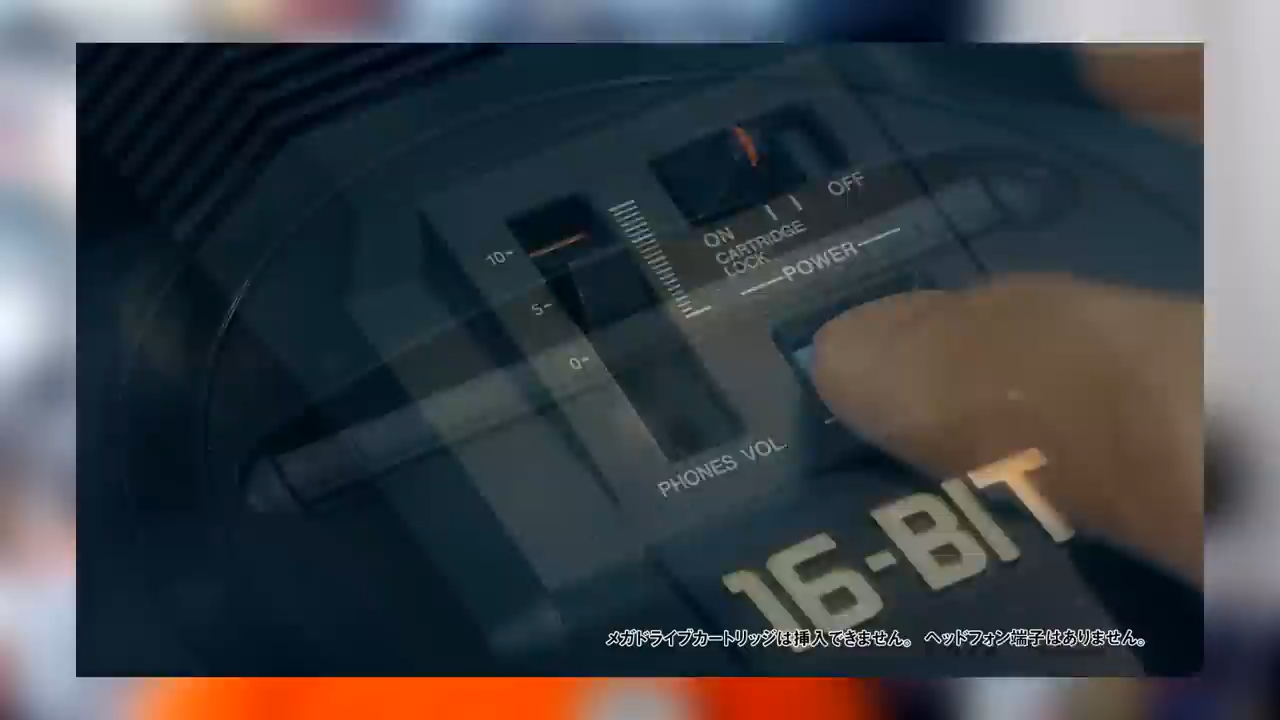 OFF
ON
CARTRIDGE
LOCK
POWER
10-
5-
0-
PHONES VOL.
16-BIT
メガドライブカートリッジは挿入できません。 ヘッドフォン端子はありません。